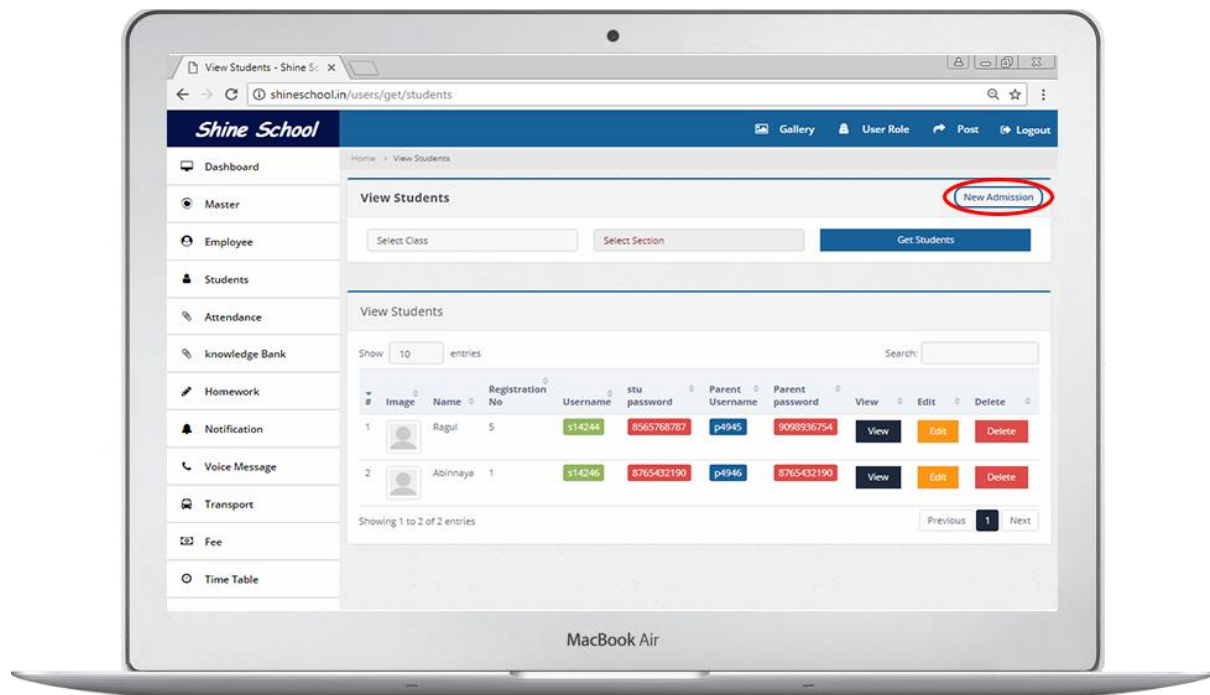 View Students - Shine Sc
shineschool.in/users/get/students
Shine School
Gallery User Role Post Logout
Dashboard
Master
Employee
Students
Attendance
knowledge Bank
Homework
Notification
Voice Message
Transport
Fee
Time Table
Home > View Students
View Students
New Admission
Select Class Select Section Get Students
View Students
Show 10 entries Search:
# Image Name Registration No Username stu password Parent Username Parent password View Edit Delete
1 Ragul 5 s14244 8565768787 p4945 9098936754 View Edit Delete
2 Abinnaya 1 s14246 8765432190 p4946 8765432190 View Edit Delete
Showing 1 to 2 of 2 entries Previous 1 Next
MacBook Air